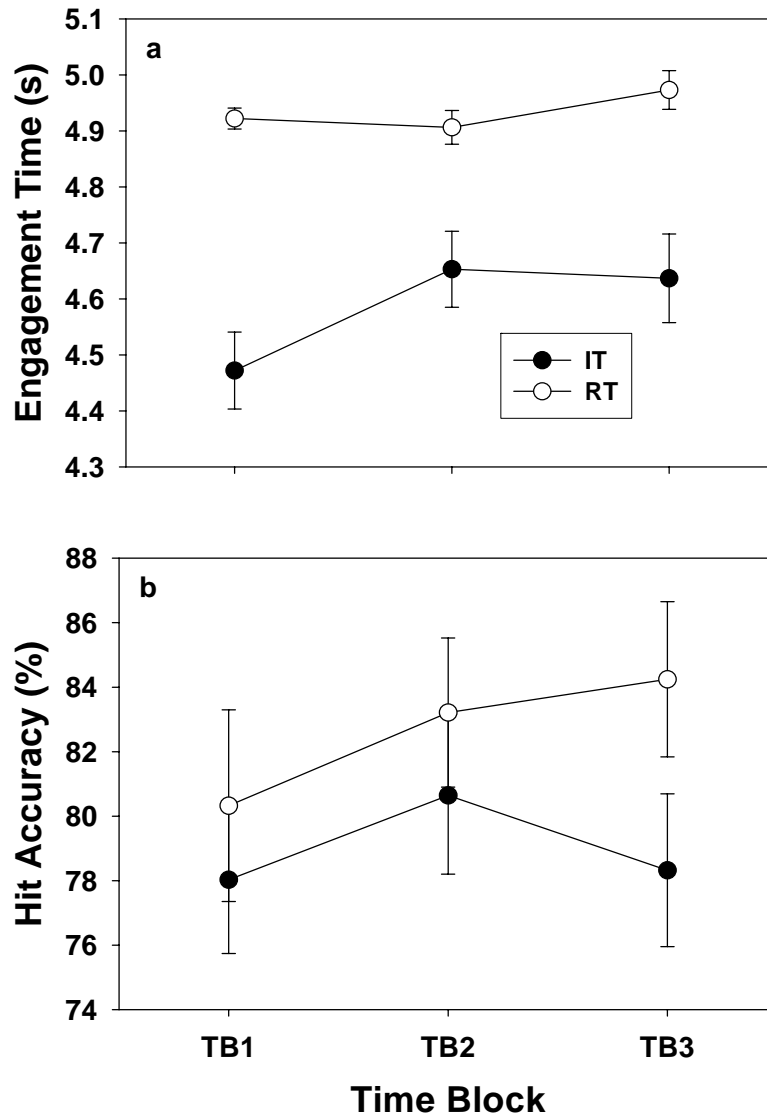 a
Engagement Time (s)
5.1
5.0
4.9
4.8
4.7
4.6
4.5
4.4
4.3
IT
RT
b
Hit Accuracy (%)
88
86
84
82
80
78
76
74
TB1 TB2 TB3
Time Block